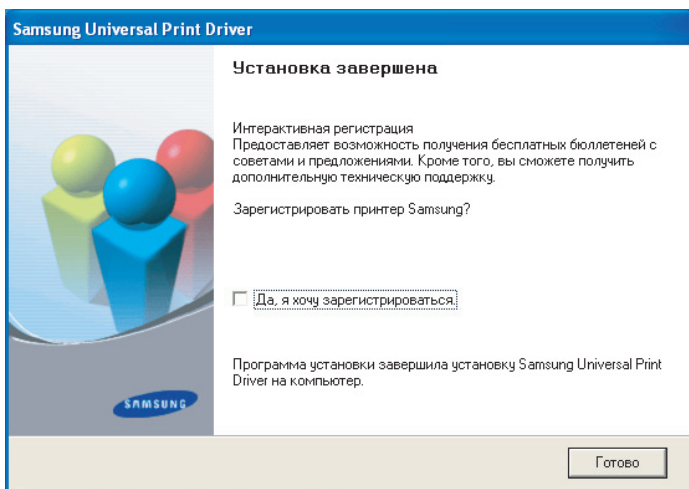 Samsung Universal Print Driver
Установка завершена
Интерактивная регистрация
Предоставляет возможность получения бесплатных бюллетеней с
советами и предложениями. Кроме того, вы сможете получить
дополнительную техническую поддержку.
Зарегистрировать принтер Samsung?
Да, я хочу зарегистрироваться.
Программа установки завершила установку Samsung Universal Print
Driver на компьютер.
SAMSUNG
Готово